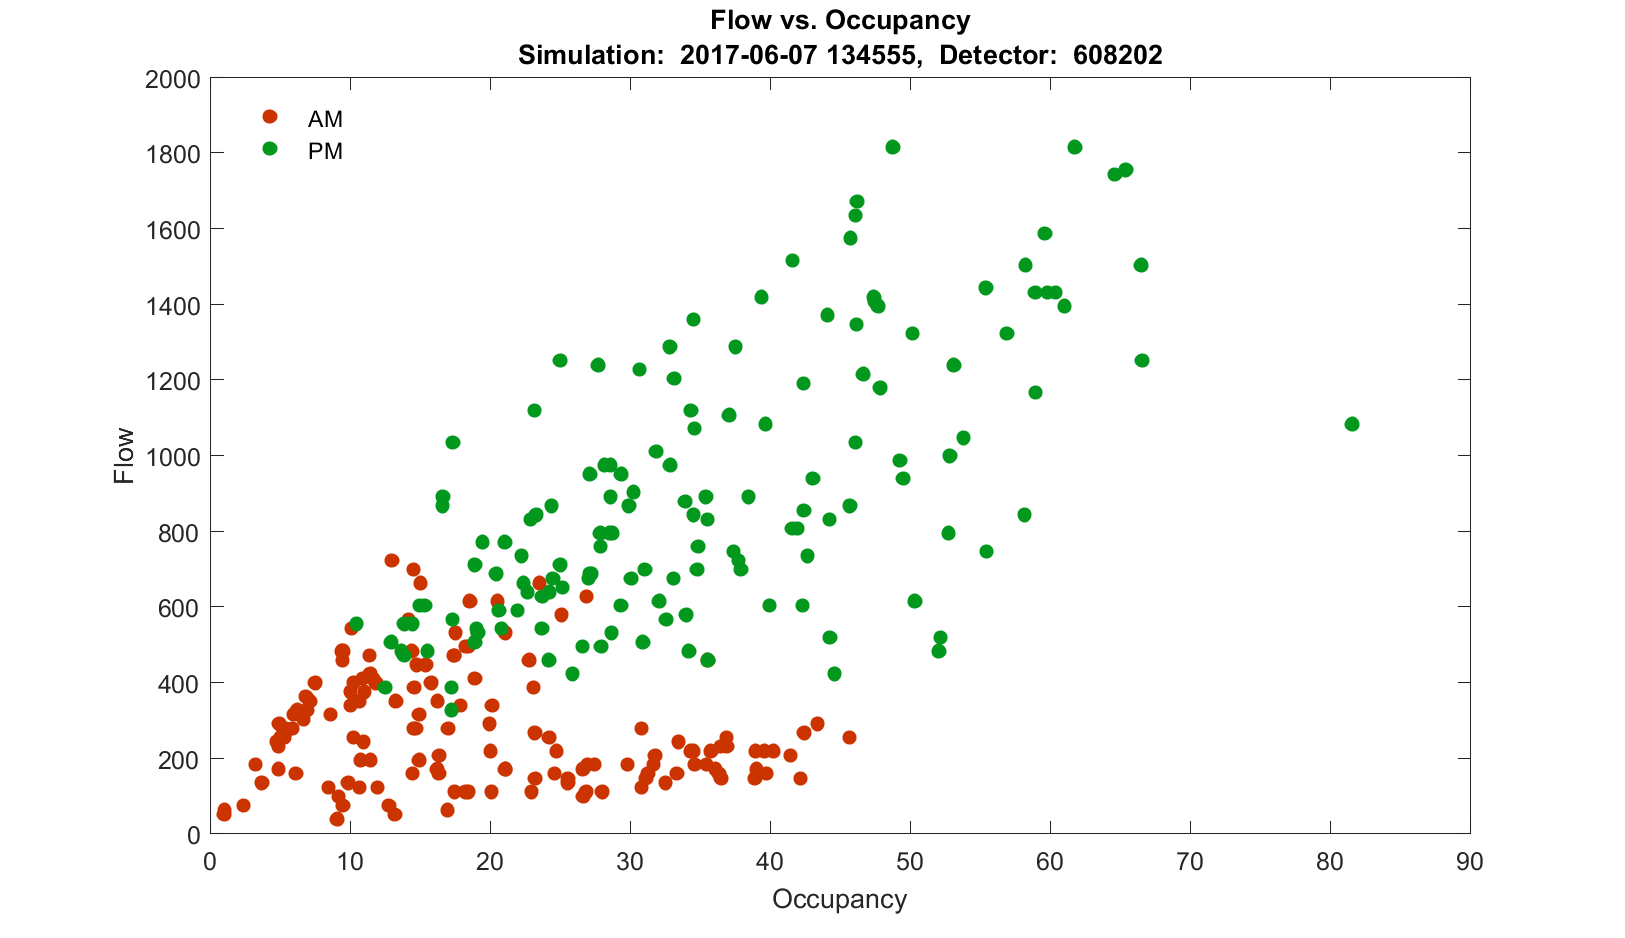 Flow vs. Occupancy
Simulation:  2017-06-07 134555,  Detector:  608202
2000
1800
1600
1400
1200
1000
800
600
400
200
0
Flow
AM
PM
0 10 20 30 40 50 60 70 80 90
Occupancy